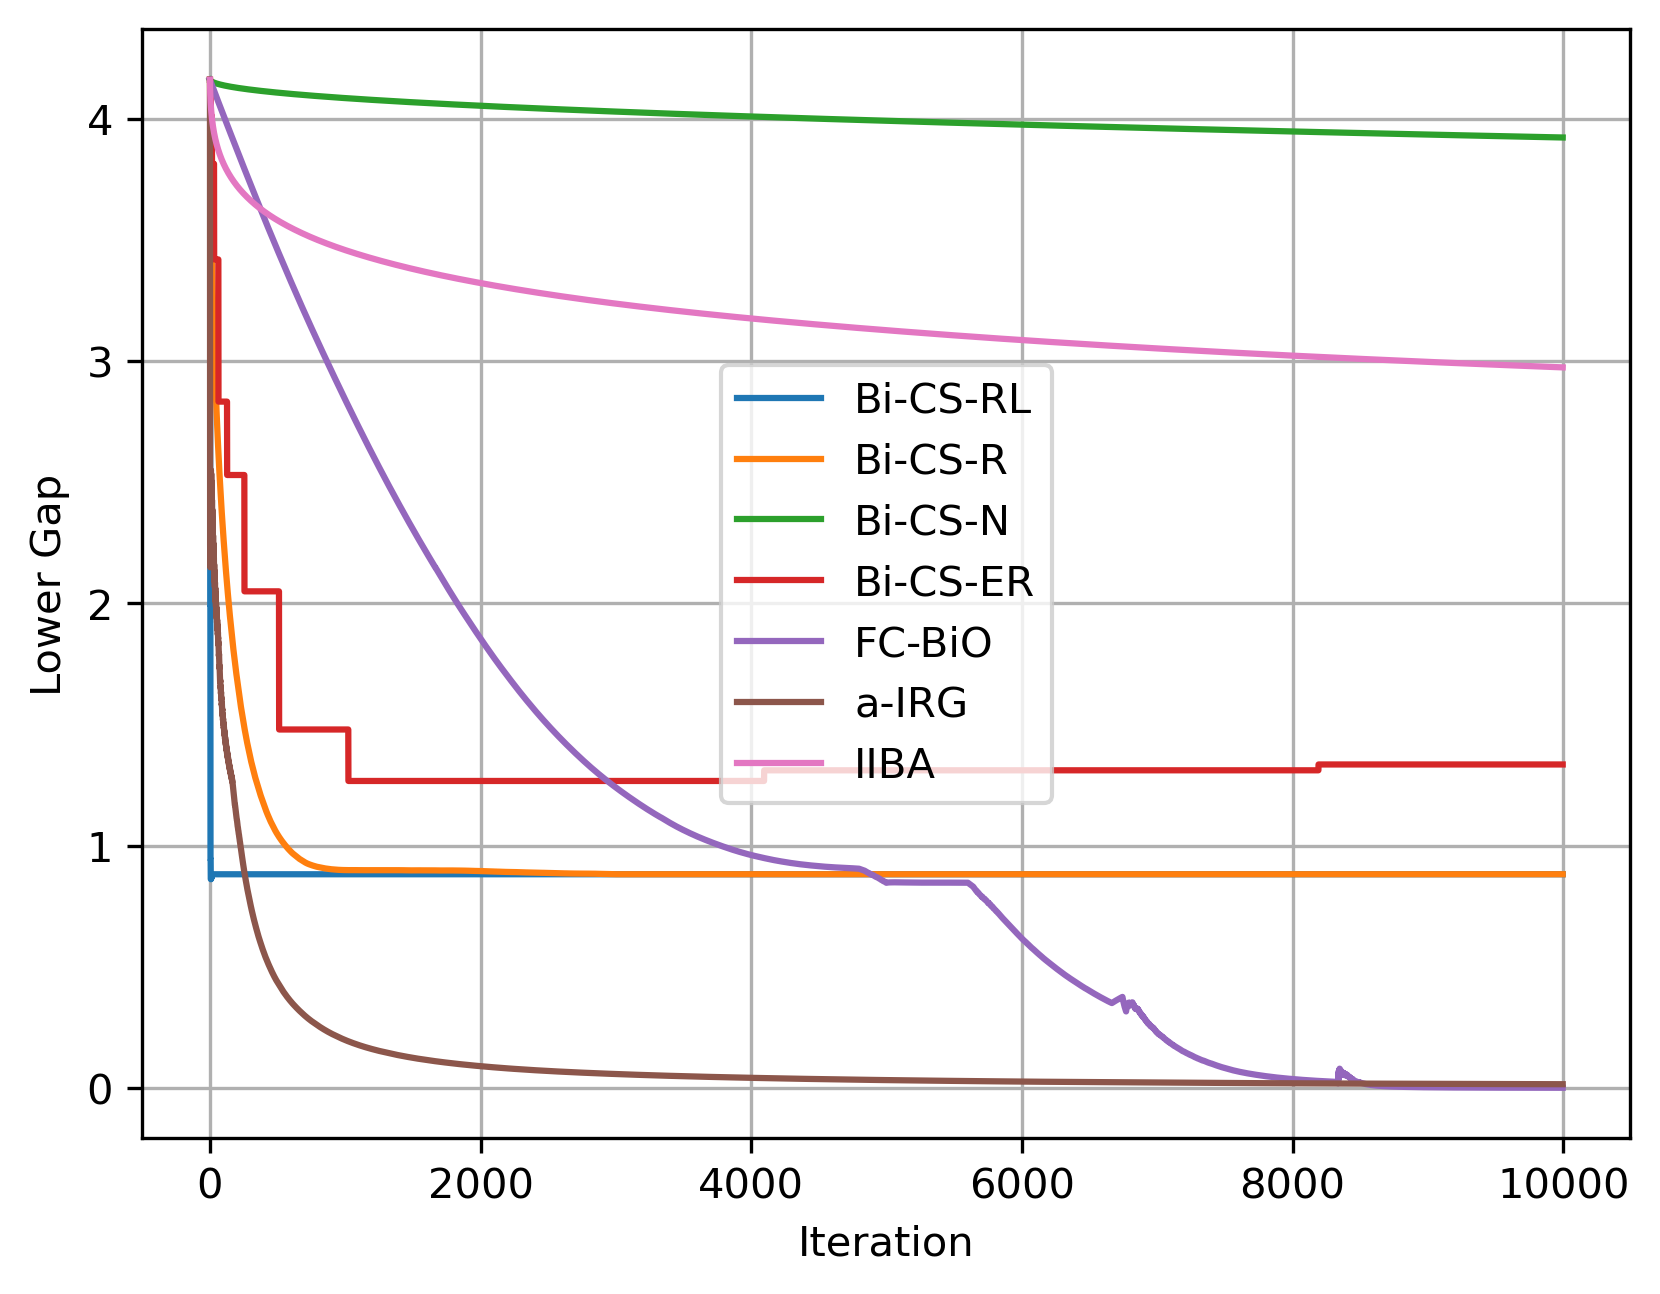 4
3
2
1
0
Lower Gap
Bi-CS-RL
Bi-CS-R
Bi-CS-N
Bi-CS-ER
FC-BiO
a-IRG
IIBA
0 2000 4000 6000 8000 10000
Iteration